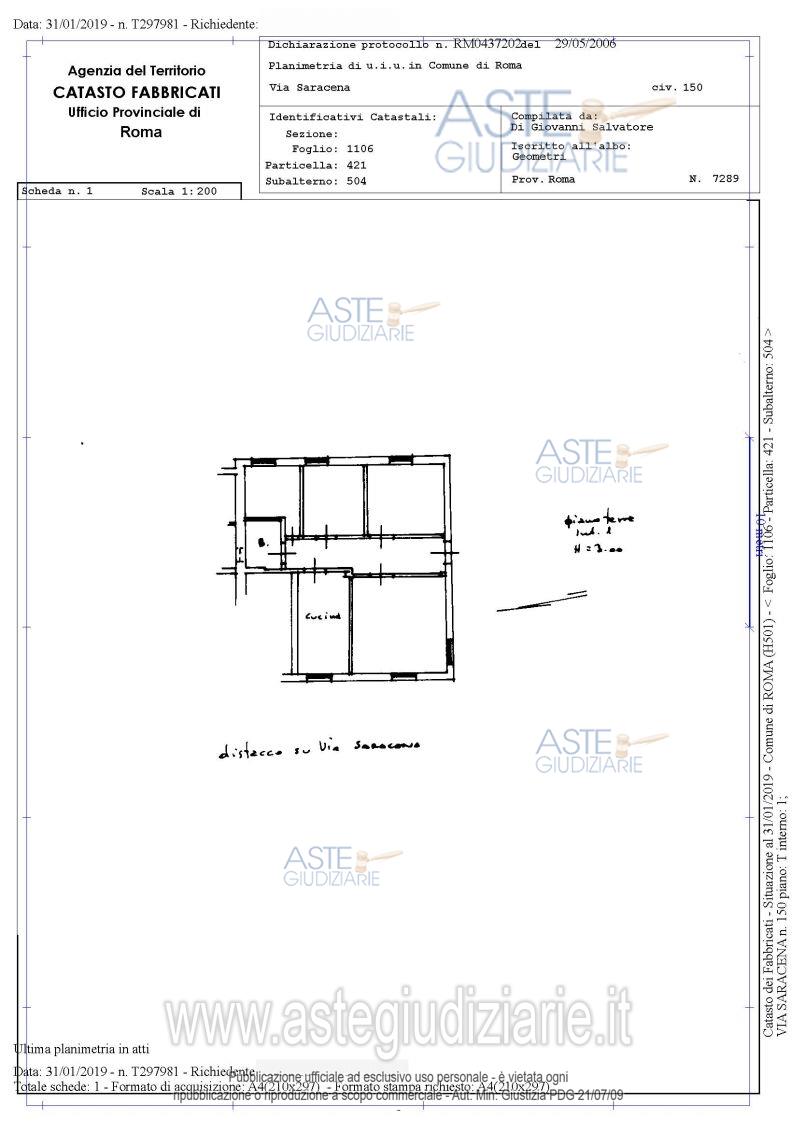 Data: 31/01/2019 - n. T297981 - Richiedente:
Agenzia del Territorio
CATASTO FABBRICATI
Ufficio Provinciale di
Roma
Dichiarazione protocollo n. RM0437202del 29/05/2006
Planimetria di u.i.u.in Comune di Roma
Via Saracena civ. 150
Identificativi Catastali:
Sezione:
Foglio: 1106
Particella: 421
Subalterno: 504
Compilata da:
Di Giovanni Salvatore
Iscritto all'albo:
Geometri
Prov. Roma N. 7289
Scheda n. 1 Scala 1:200
ASTE
GIUDIZIARIE
ASTE
GIUDIZIARIE
ASTE
GIUDIZIARIE
piano terra
int. 1
H = 3.00
B.
cucina
distacco su Via Saracena
ASTE
GIUDIZIARIE
ASTE
GIUDIZIARIE
10 metri
Catasto dei Fabbricati - Situazione al 31/01/2019 - Comune di ROMA (H501) - < Foglio: 1106 - Particella: 421 - Subalterno: 504 >
VIA SARACENA n. 150 piano: T interno: 1;
www.astegiudiziarie.it
Ultima planimetria in atti
Data: 31/01/2019 - n. T297981 - Richiedente
Totale schede: 1 - Formato di acquisizione: A4(210x297) - Formato stampa richiesto: A4(210x297)
Pubblicazione ufficiale ad esclusivo uso personale - è vietata ogni
ripubblicazione o riproduzione a scopo commerciale - Aut. Min. Giustizia PDG 21/07/09